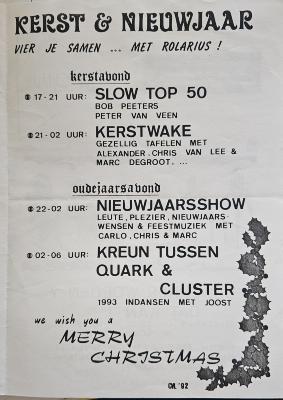 KERST & NIEUWJAAR
VIER JE SAMEN ... MET ROLARIUS !
kerstavond
17-21 UUR: SLOW TOP 50
BOB PEETERS
PETER VAN VEEN
21-02 UUR: KERSTWAKE
GEZELLIG TAFELEN MET
ALEXANDER, CHRIS VAN LEE &
MARC DEGROOT, ...
oudejaarsavond
22-02 UUR: NIEUWJAARSSHOW
LEUTE, PLEZIER, NIEUWJAARS-
WENSEN & FEESTMUZIEK MET
CARLO, CHRIS & MARC
02-06 UUR: KREUN TUSSEN
QUARK &
CLUSTER
1993 INDANSEN MET JOOST
we wish you a
MERRY
CHRISTMAS
'92